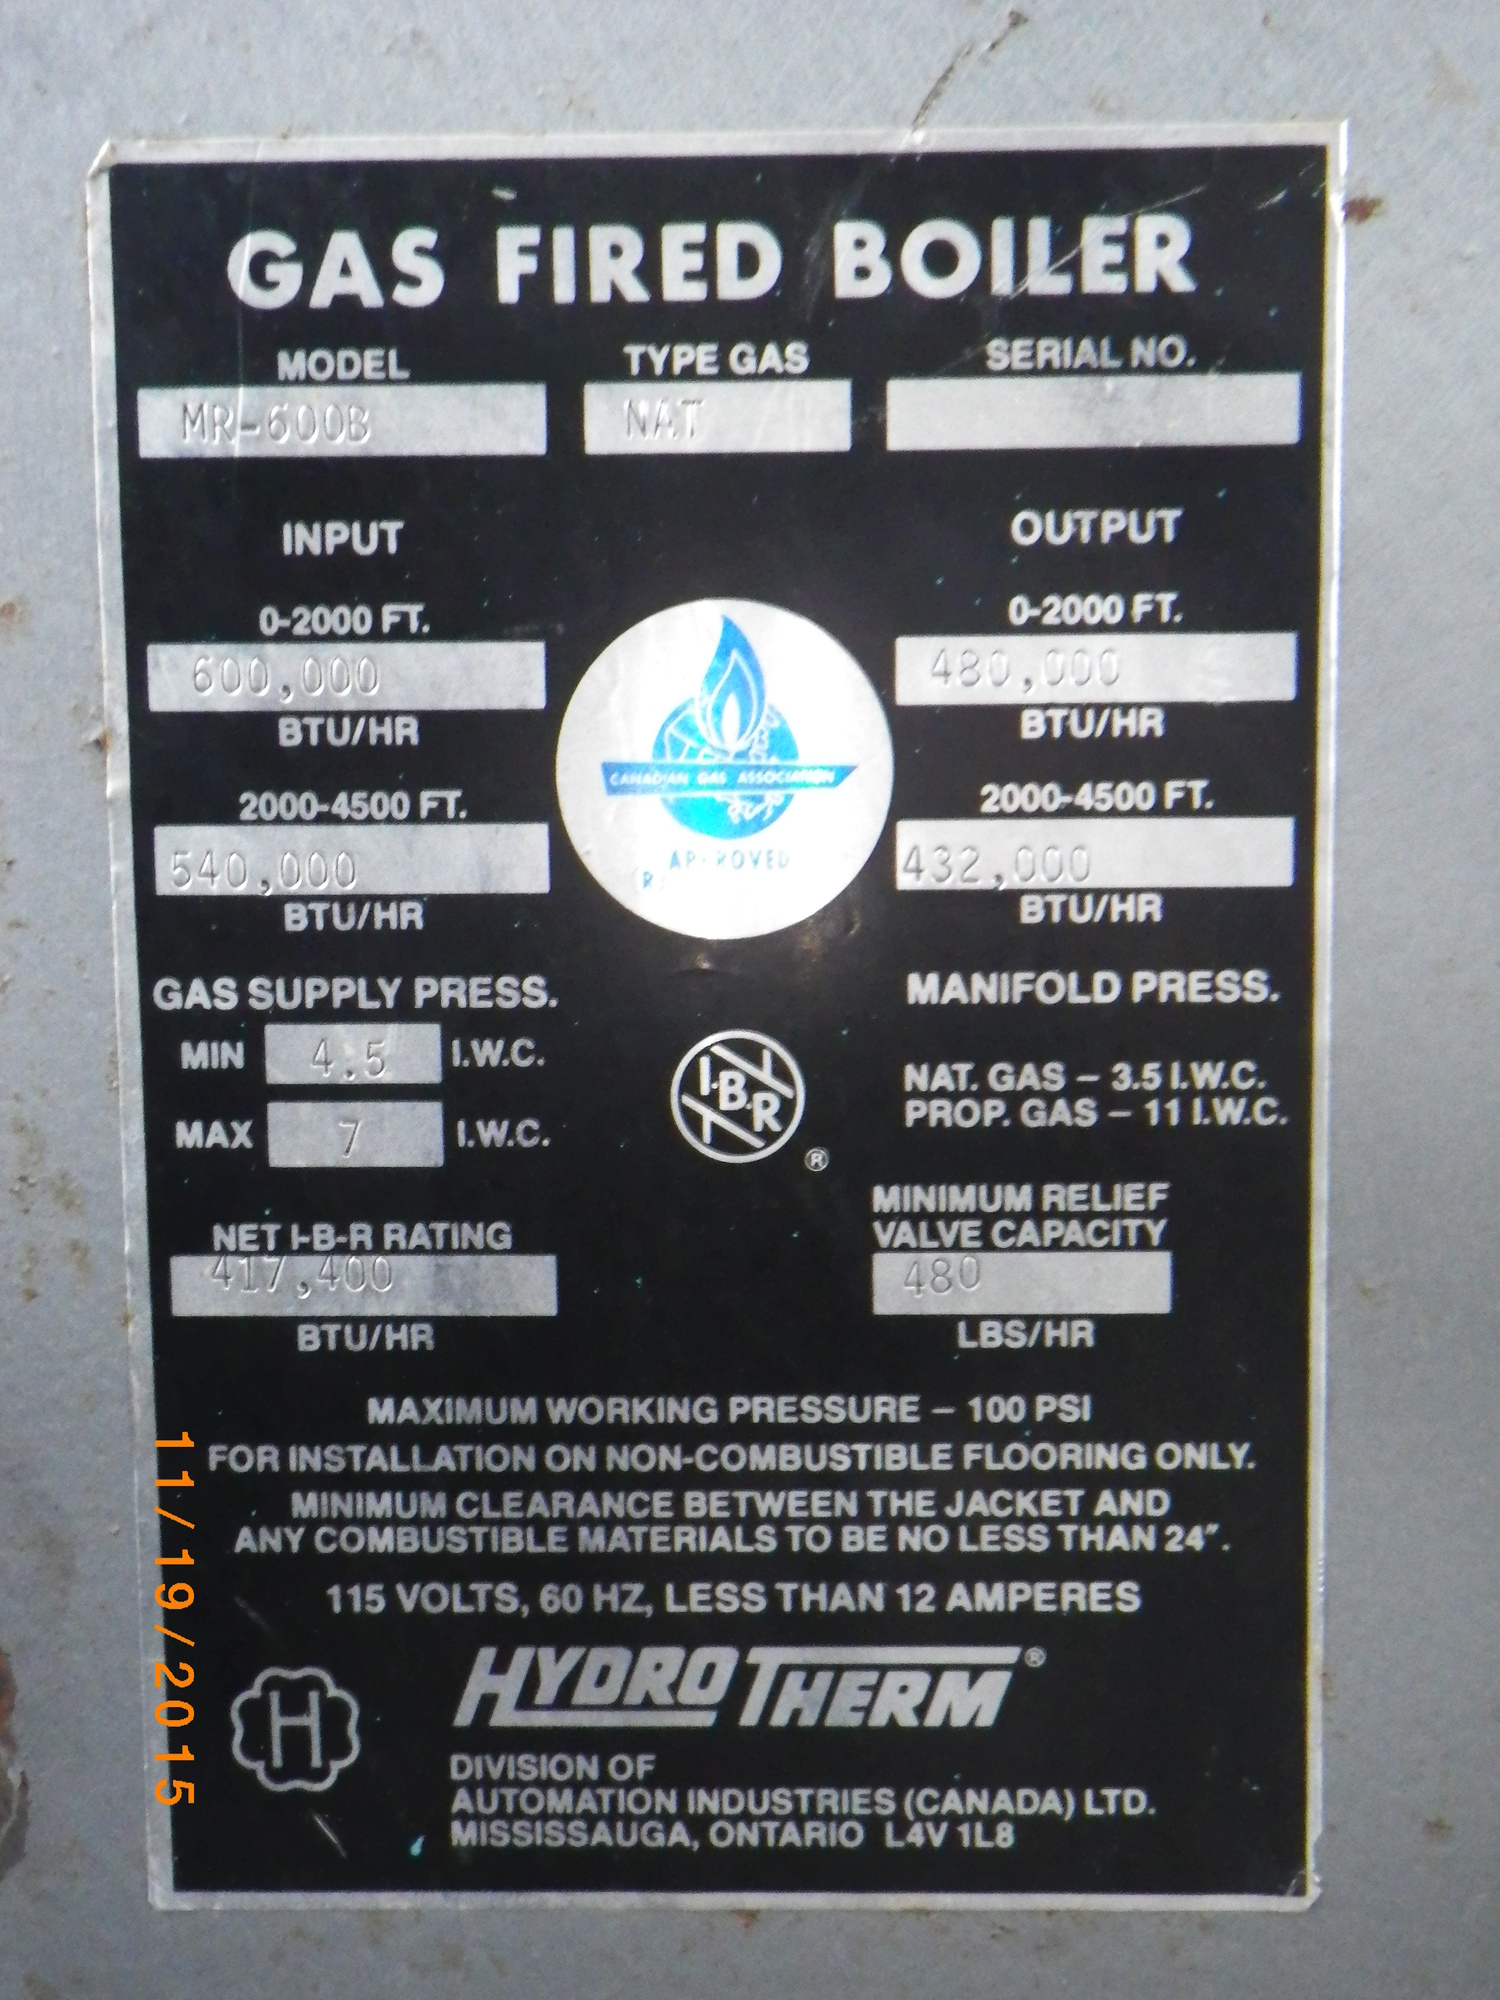 GAS FIRED BOILER
MODEL TYPE GAS SERIAL NO.
MR-600B NAT
INPUT OUTPUT
0-2000 FT. 0-2000 FT.
600,000 480,000
BTU/HR BTU/HR
2000-4500 FT. 2000-4500 FT.
540,000 432,000
BTU/HR BTU/HR
CANADIAN GAS ASSOCIATION
APPROVED
®
GAS SUPPLY PRESS. MANIFOLD PRESS.
MIN 4.5 I.W.C.
MAX 7 I.W.C.
NAT. GAS – 3.5 I.W.C.
PROP. GAS – 11 I.W.C.
I·B·R
®
NET I-B-R RATING
417,400
BTU/HR
MINIMUM RELIEF
VALVE CAPACITY
480
LBS/HR
MAXIMUM WORKING PRESSURE – 100 PSI
FOR INSTALLATION ON NON-COMBUSTIBLE FLOORING ONLY.
MINIMUM CLEARANCE BETWEEN THE JACKET AND
ANY COMBUSTIBLE MATERIALS TO BE NO LESS THAN 24″.
115 VOLTS, 60 HZ, LESS THAN 12 AMPERES
H
HYDROTHERM®
DIVISION OF
AUTOMATION INDUSTRIES (CANADA) LTD.
MISSISSAUGA, ONTARIO L4V 1L8
11/19/2015